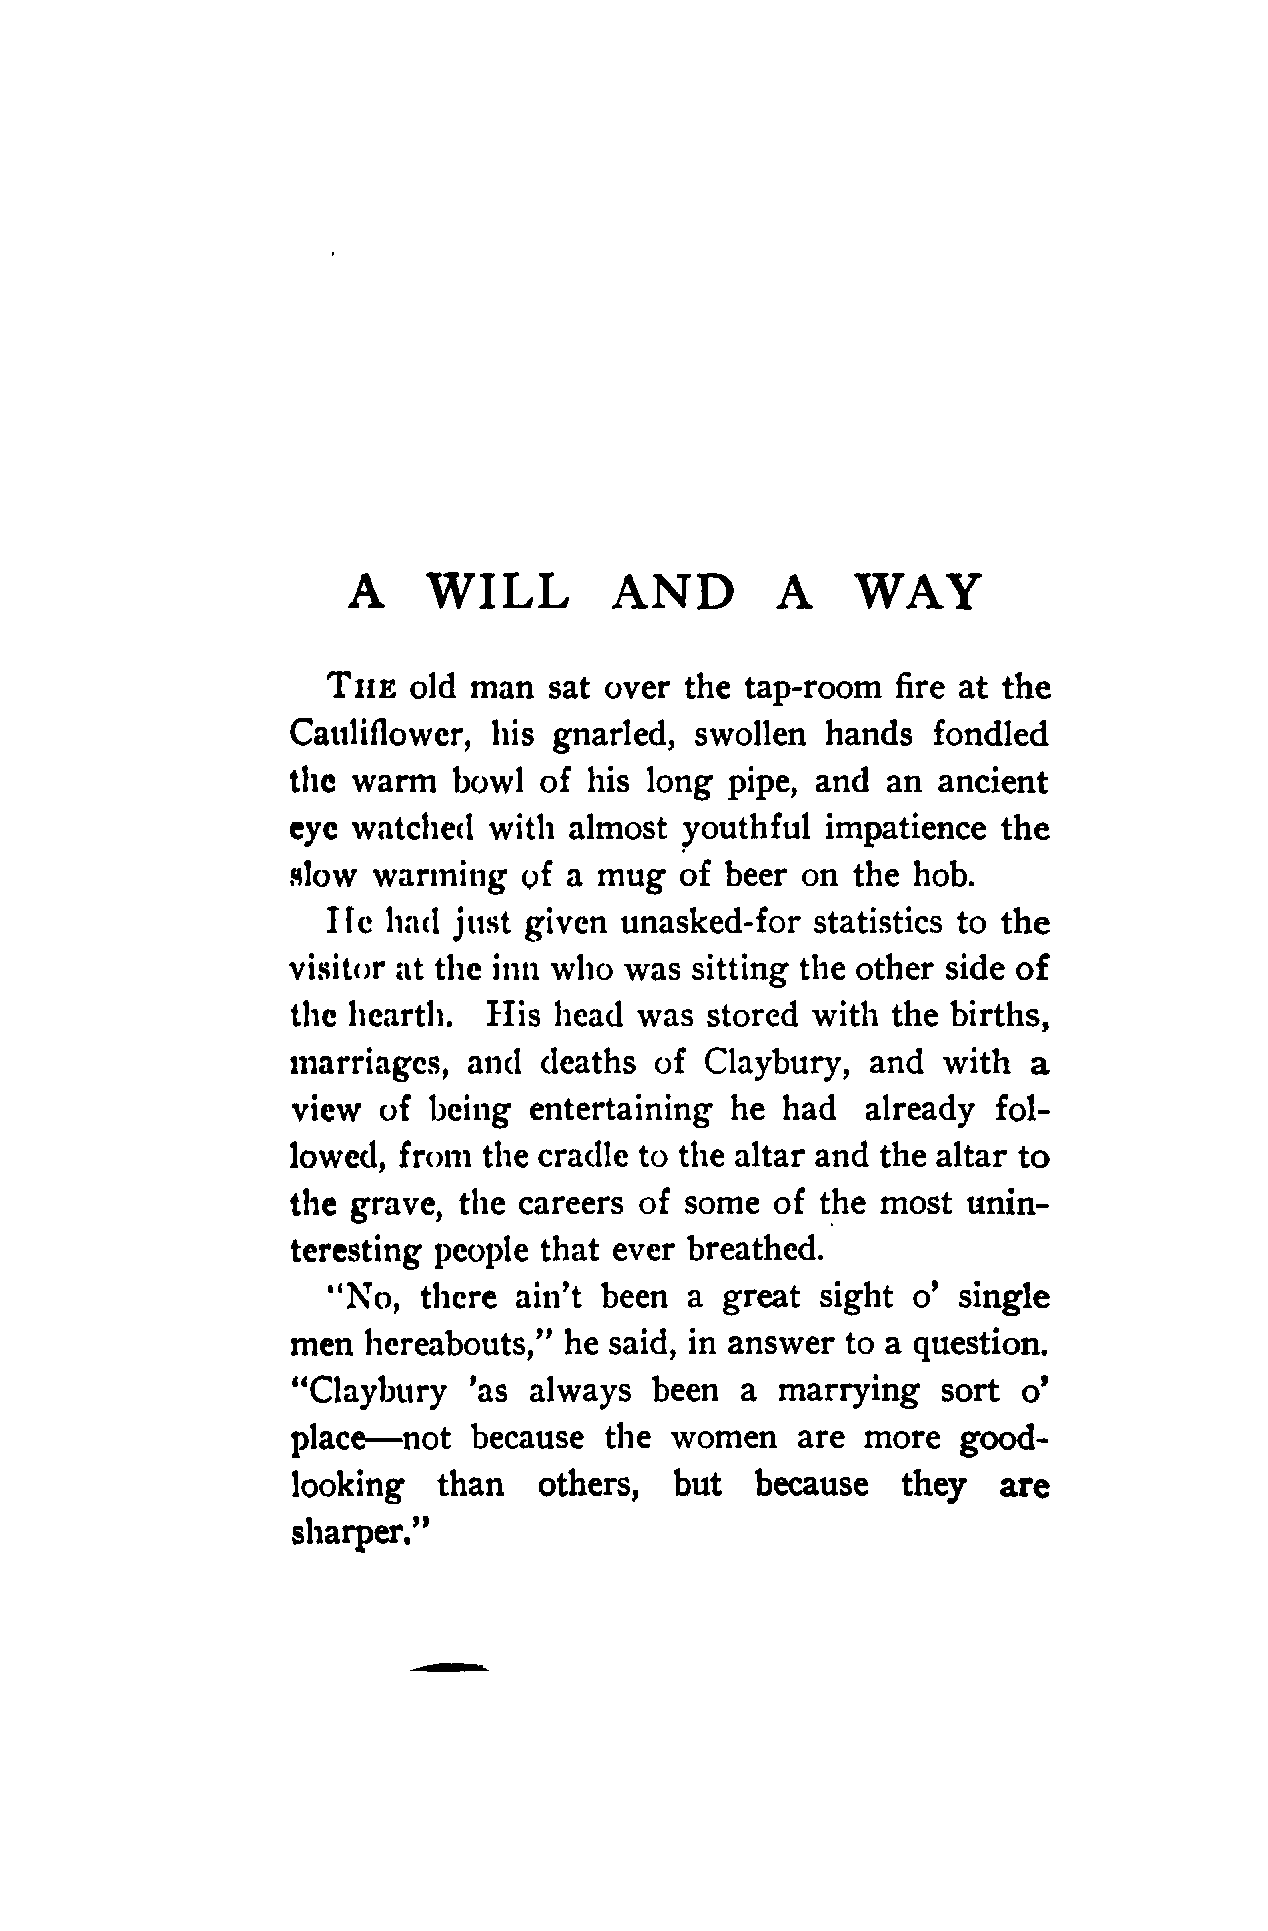 A WILL AND A WAY
THE old man sat over the tap-room fire at the
Cauliflower, his gnarled, swollen hands fondled
the warm bowl of his long pipe, and an ancient
eye watched with almost youthful impatience the
slow warming of a mug of beer on the hob.
He had just given unasked-for statistics to the
visitor at the inn who was sitting the other side of
the hearth. His head was stored with the births,
marriages, and deaths of Claybury, and with a
view of being entertaining he had already fol-
lowed, from the cradle to the altar and the altar to
the grave, the careers of some of the most unin-
teresting people that ever breathed.
"No, there ain't been a great sight o' single
men hereabouts," he said, in answer to a question.
"Claybury 'as always been a marrying sort o'
place—not because the women are more good-
looking than others, but because they are
sharper."